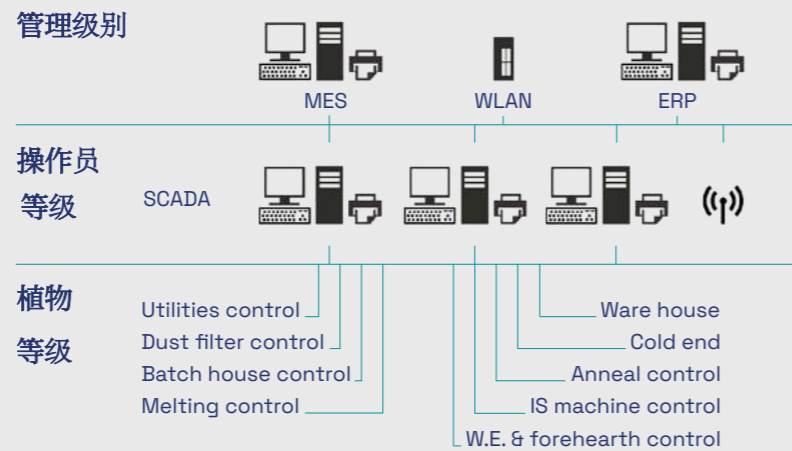 管理级别
MES
WLAN
ERP
操作员
等级
SCADA
植物
等级
Utilities control
Dust filter control
Batch house control
Melting control
Ware house
Cold end
Anneal control
IS machine control
W.E. & forehearth control